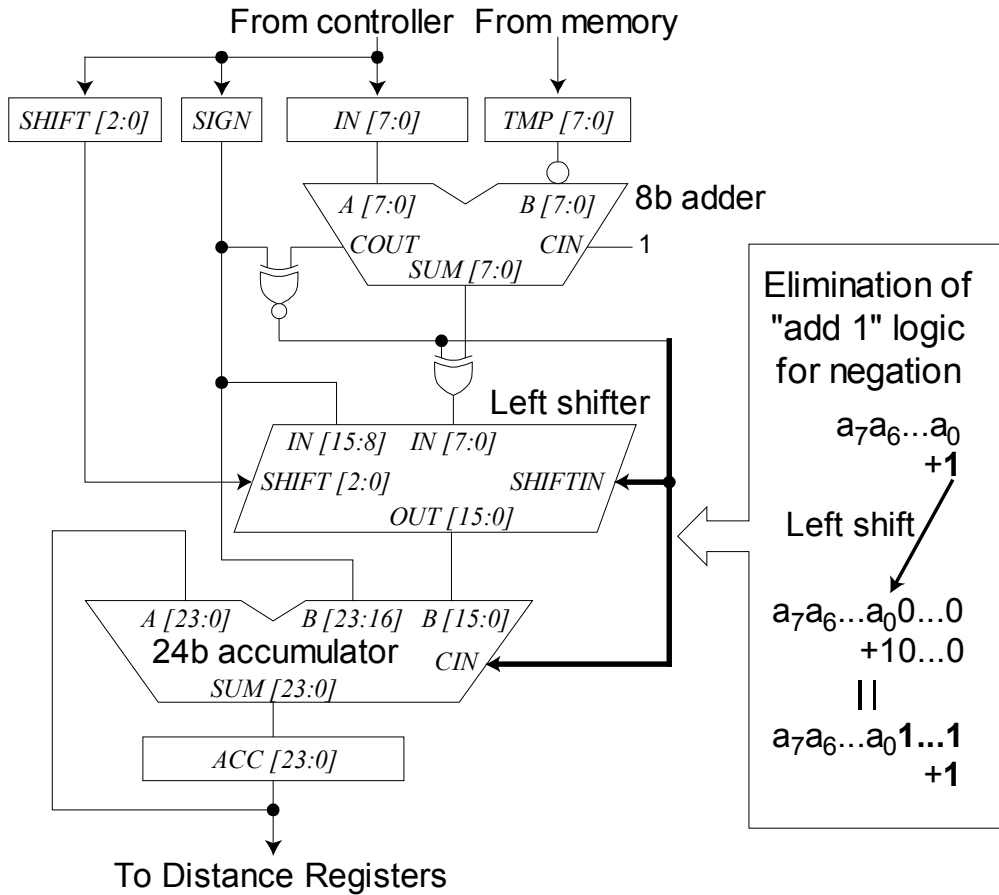 From controller
From memory
SHIFT [2:0]
SIGN
IN [7:0]
TMP [7:0]
A [7:0]
B [7:0]
8b adder
COUT
CIN
1
SUM [7:0]
Left shifter
IN [15:8]
IN [7:0]
SHIFT [2:0]
SHIFTIN
OUT [15:0]
A [23:0]
B [23:16]
B [15:0]
24b accumulator
CIN
SUM [23:0]
ACC [23:0]
To Distance Registers
Elimination of
"add 1" logic
for negation
a₇a₆...a₀
+1
Left shift
a₇a₆...a₀0...0
+10...0
=
a₇a₆...a₀1...1
+1